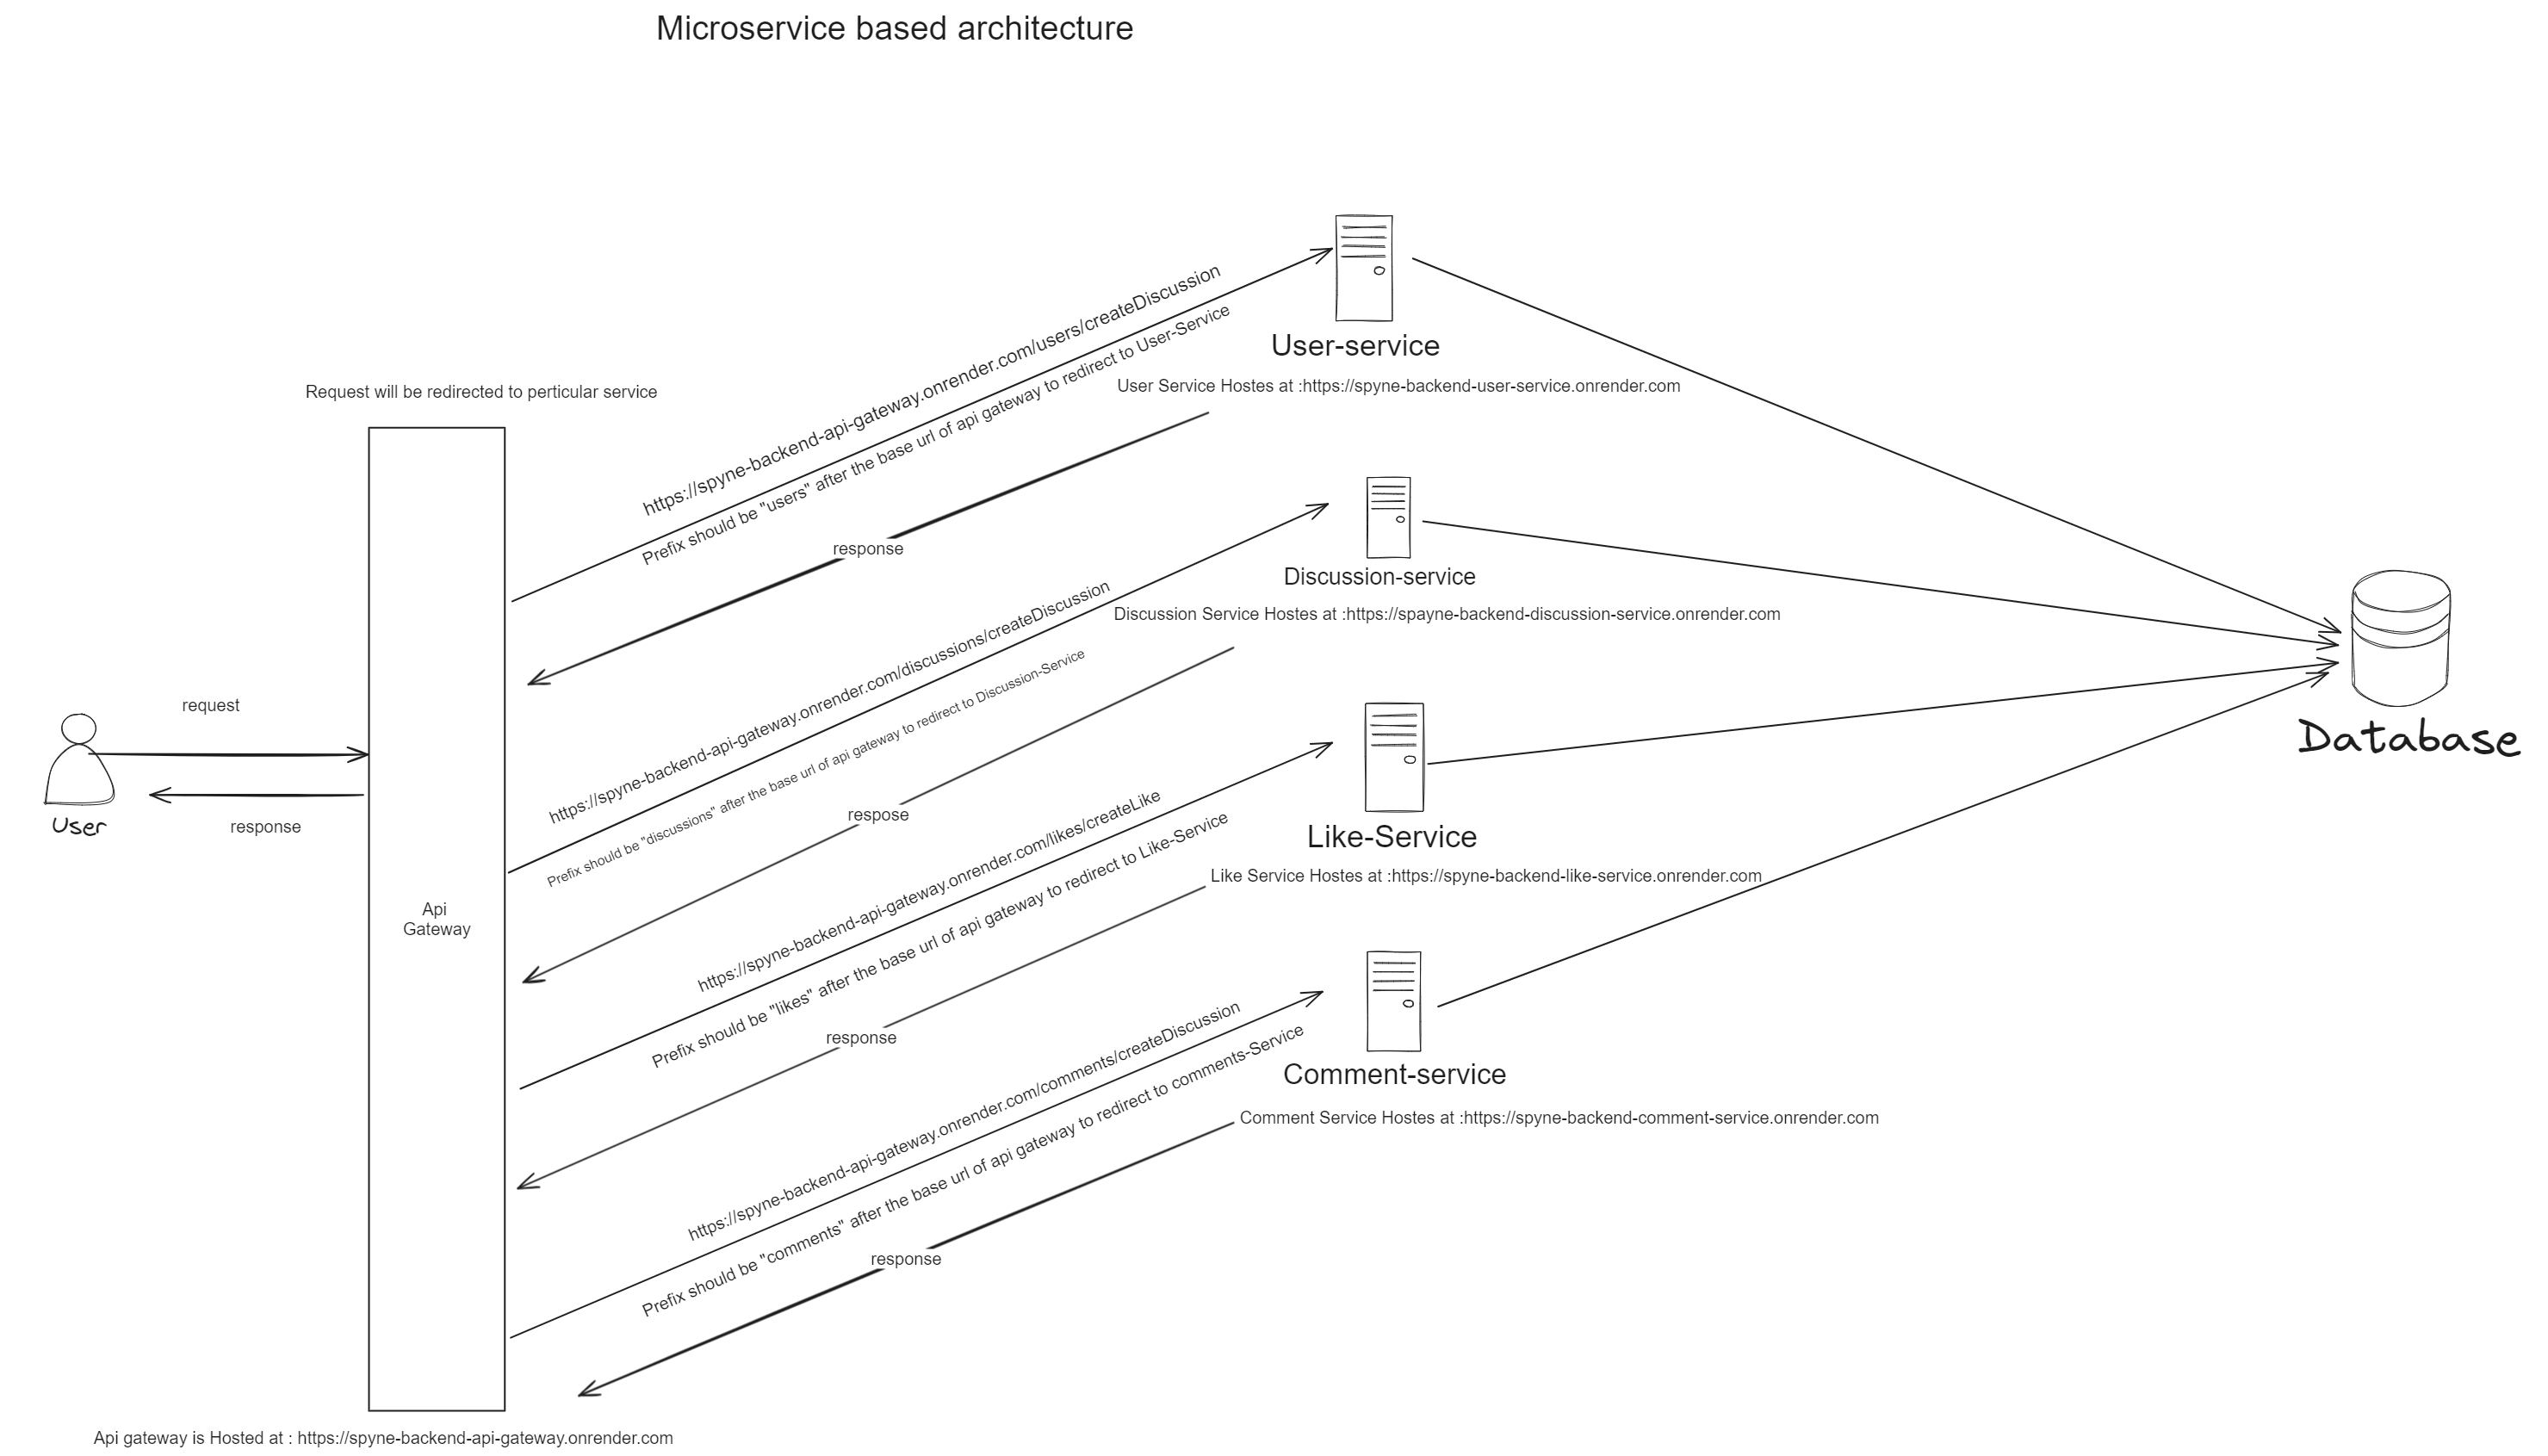 Microservice based architecture
Request will be redirected to perticular service
https://spyne-backend-api-gateway.onrender.com/users/createDiscussion
Prefix should be "users" after the base url of api gateway to redirect to User-Service
User-service
User Service Hostes at :https://spyne-backend-user-service.onrender.com
response
https://spyne-backend-api-gateway.onrender.com/discussions/createDiscussion
Prefix should be "discussions" after the base url of api gateway to redirect to Discussion-Service
Discussion-service
Discussion Service Hostes at :https://spayne-backend-discussion-service.onrender.com
respose
request
User
response
Api
Gateway
Database
https://spyne-backend-api-gateway.onrender.com/likes/createLike
Prefix should be "likes" after the base url of api gateway to redirect to Like-Service
Like-Service
Like Service Hostes at :https://spyne-backend-like-service.onrender.com
response
https://spyne-backend-api-gateway.onrender.com/comments/createDiscussion
Prefix should be "comments" after the base url of api gateway to redirect to comments-Service
Comment-service
Comment Service Hostes at :https://spyne-backend-comment-service.onrender.com
response
Api gateway is Hosted at : https://spyne-backend-api-gateway.onrender.com